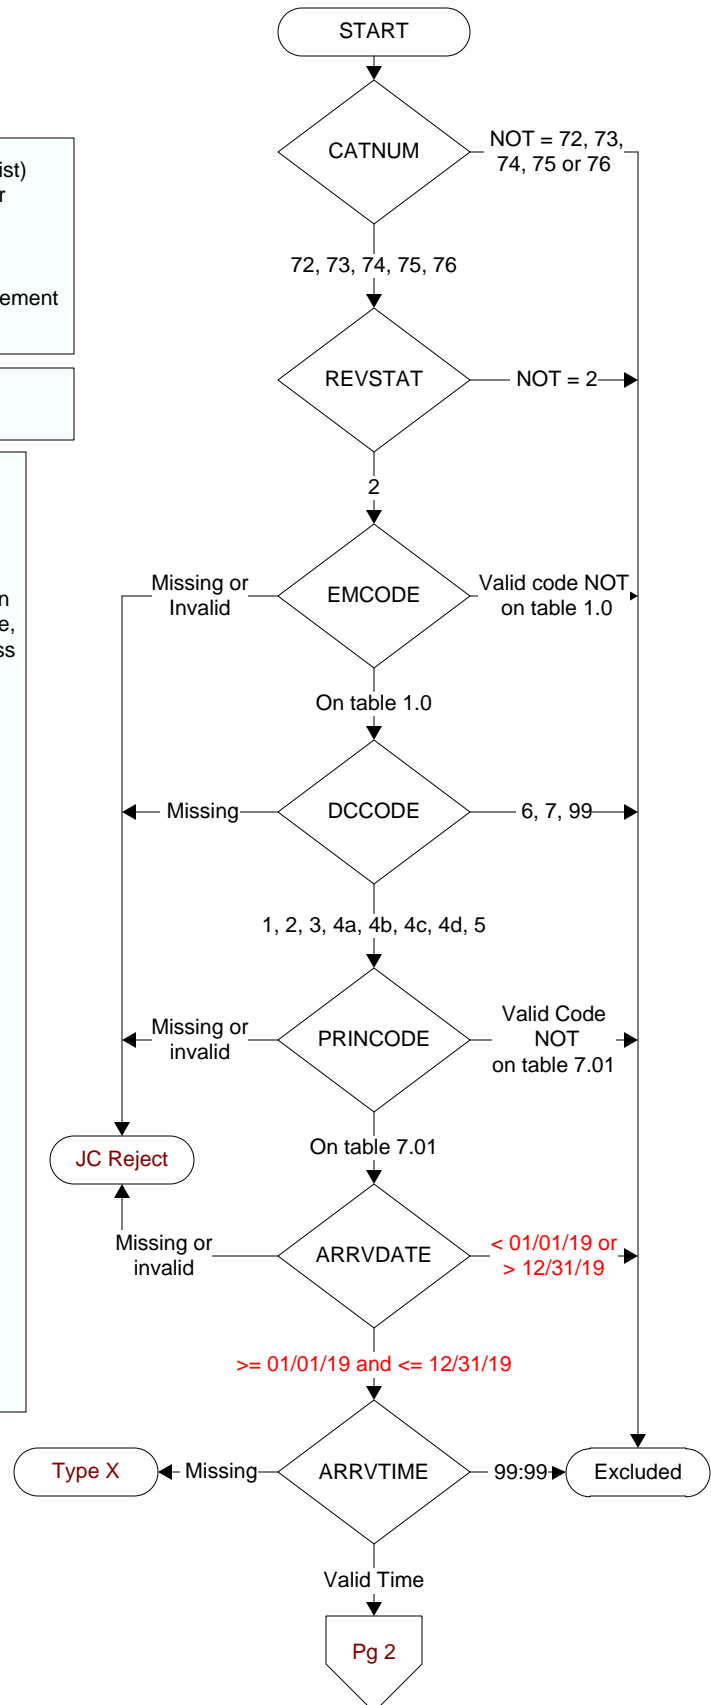 START
CATNUM
NOT = 72, 73,
74, 75 or 76
ist)
r
ement
72, 73, 74, 75, 76
REVSTAT
NOT = 2
2
n
e,
ss
Missing or
Invalid
EMCODE
Valid code NOT
on table 1.0
On table 1.0
Missing
DCCODE
6, 7, 99
1, 2, 3, 4a, 4b, 4c, 4d, 5
Missing or
invalid
PRINCODE
Valid Code
NOT
on table 7.01
On table 7.01
JC Reject
Missing or
invalid
ARRVDATE
< 01/01/19 or
> 12/31/19
>= 01/01/19 and <= 12/31/19
Type X
Missing
ARRVTIME
99:99
Excluded
Valid Time
Pg 2